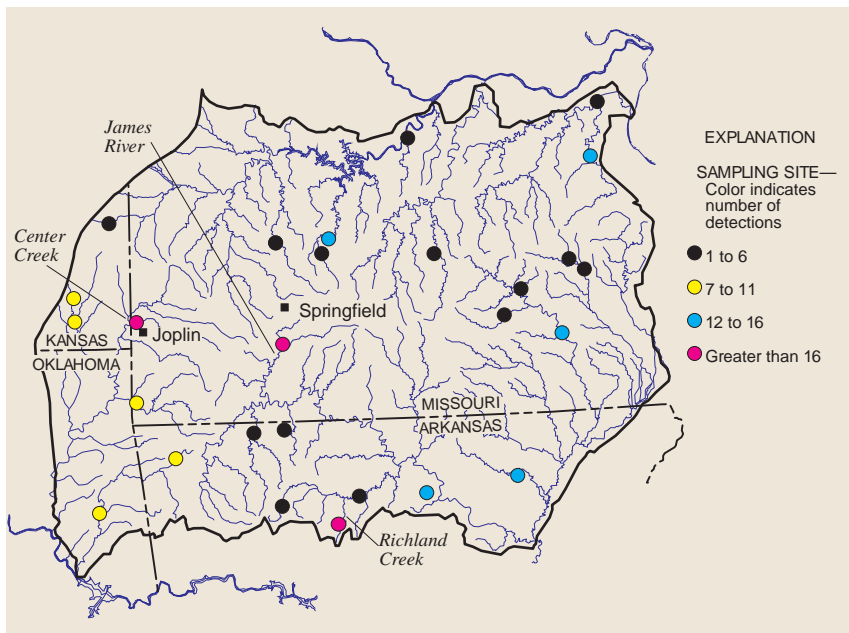 James
River
Center
Creek
Springfield
Joplin
KANSAS
OKLAHOMA
MISSOURI
ARKANSAS
Richland
Creek
EXPLANATION
SAMPLING SITE—
Color indicates
number of
detections
1 to 6
7 to 11
12 to 16
Greater than 16